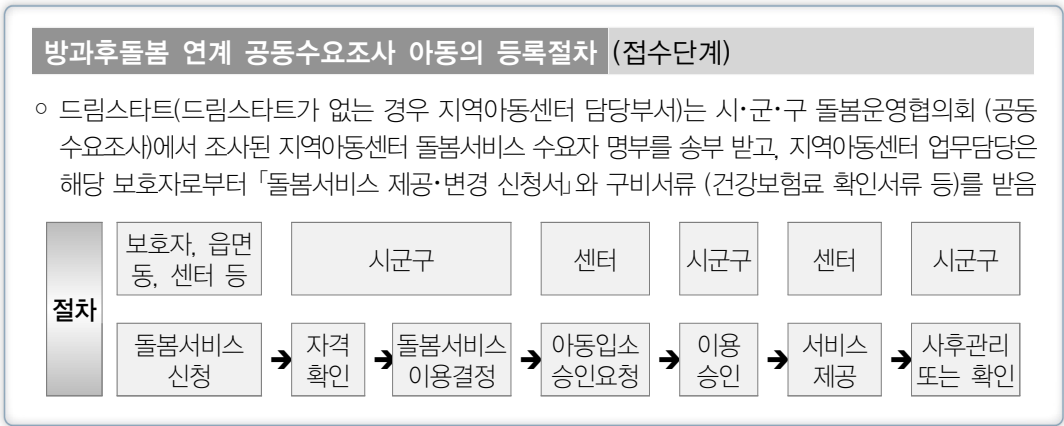 방과후돌봄 연계 공동수요조사 아동의 등록절차 (접수단계)
○ 드림스타트(드림스타트가 없는 경우 지역아동센터 담당부서)는 시·군·구 돌봄운영협의회 (공동
수요조사)에서 조사된 지역아동센터 돌봄서비스 수요자 명부를 송부 받고, 지역아동센터 업무담당은
해당 보호자로부터 「돌봄서비스 제공·변경 신청서」와 구비서류 (건강보험료 확인서류 등)를 받음
절차
보호자, 읍면
동, 센터 등
시군구
센터
시군구
센터
시군구
돌봄서비스
신청
➔
자격
확인
➔
돌봄서비스
이용결정
➔
아동입소
승인요청
➔
이용
승인
➔
서비스
제공
➔
사후관리
또는 확인